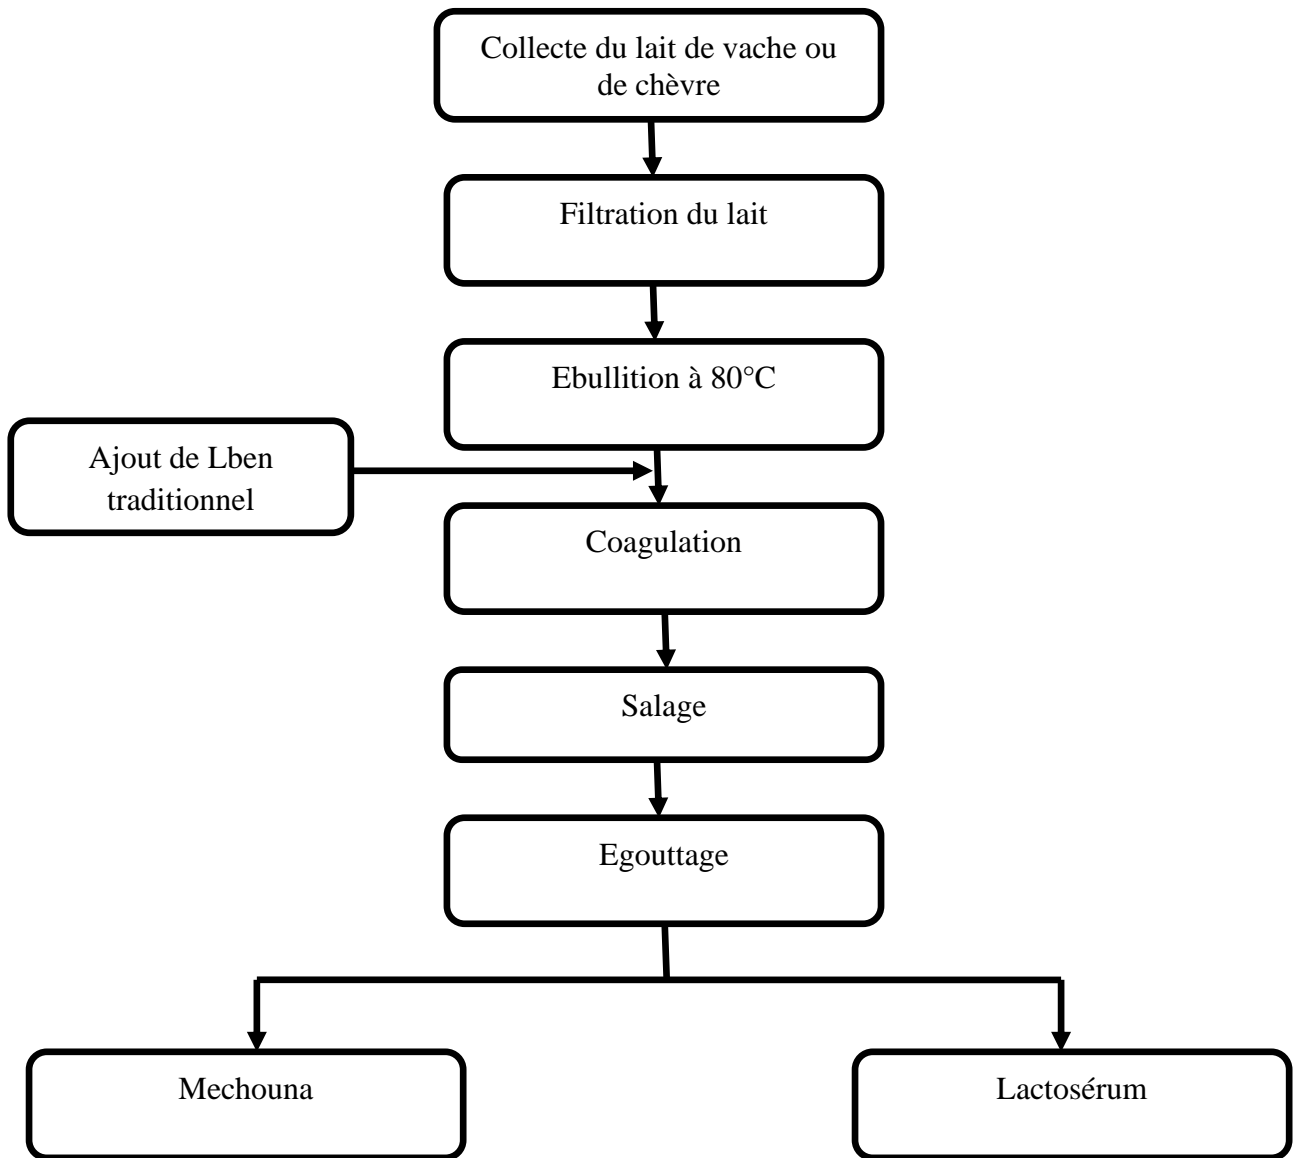 Collecte du lait de vache ou
de chèvre
Filtration du lait
Ebullition à 80°C
Ajout de Lben
traditionnel
Coagulation
Salage
Egouttage
Mechouna
Lactosérum